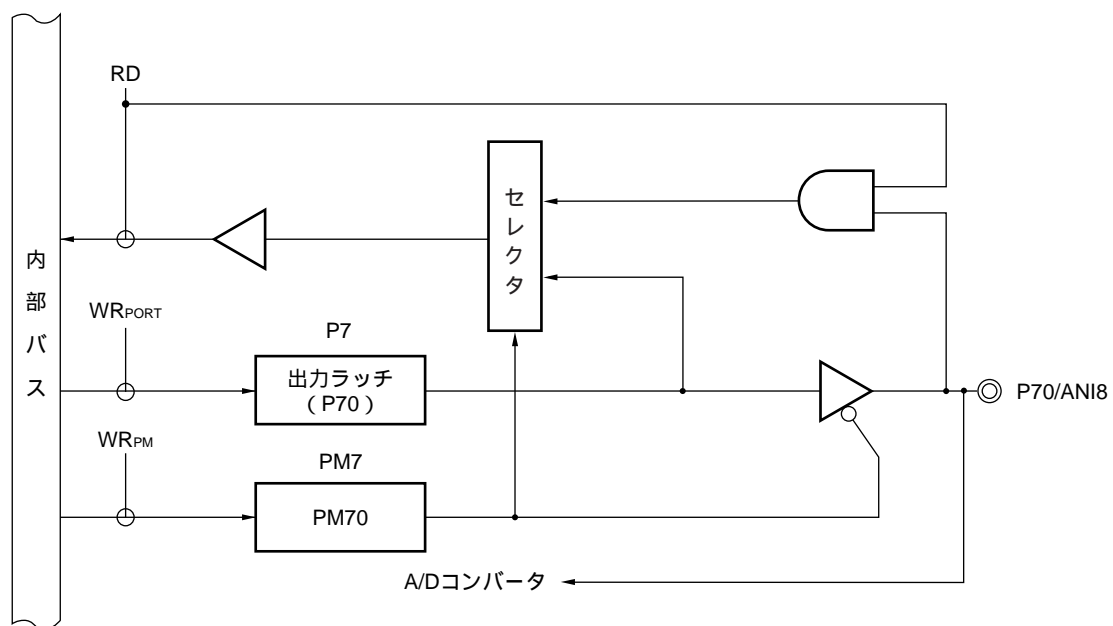 RD
セレクタ
内部バス
WRPORT
P7
出力ラッチ
(P70)
P70/ANI8
WRPM
PM7
PM70
A/Dコンバータ